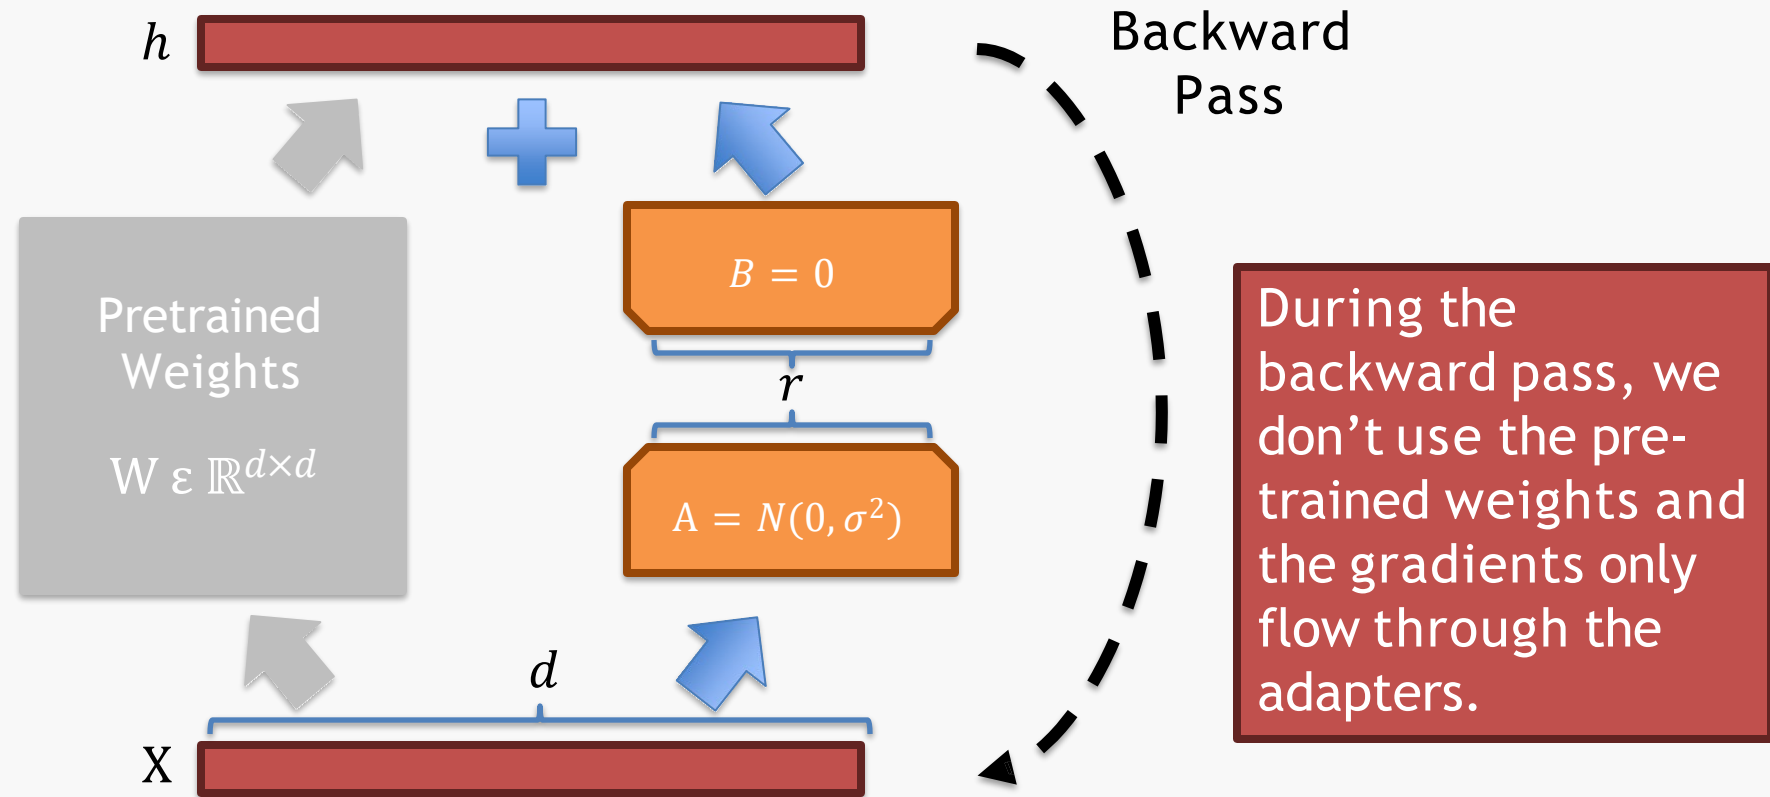 h
Backward
Pass
Pretrained
Weights
W ε ℝ^{d×d}
B = 0
r
A = N(0, σ²)
d
X
During the
backward pass, we
don’t use the pre-
trained weights and
the gradients only
flow through the
adapters.